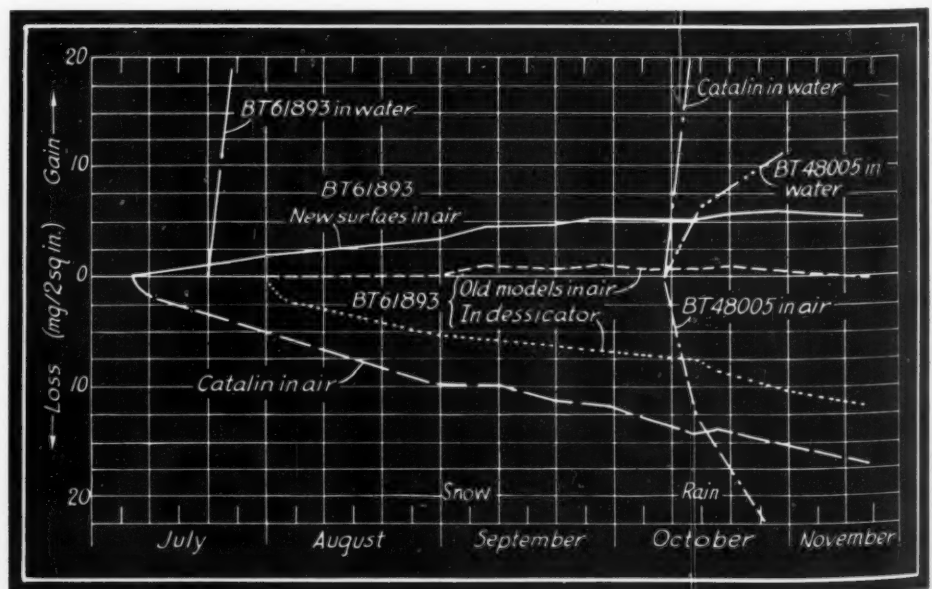 20
10
0
10
20
Gain
(mg/2sq in.)
Loss
BT61893 in water
BT61893
New surfaes in air
Catalin in water
BT48005 in
water
BT61893
Old models in air
In dessicator
BT48005 in air
Catalin in air
Snow
Rain
July
August
September
October
November